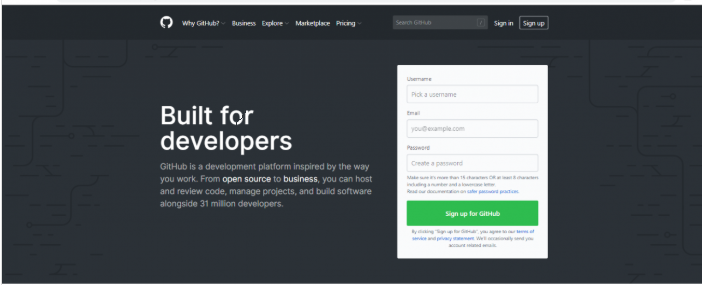 Why GitHub? Business Explore Marketplace Pricing Search GitHub / Sign in Sign up
Built for
developers
GitHub is a development platform inspired by the way
you work. From open source to business, you can host
and review code, manage projects, and build software
alongside 31 million developers.
Username
Pick a username
Email
you@example.com
Password
Create a password
Make sure it's more than 15 characters OR at least 8 characters
including a number and a lowercase letter.
Read our documentation on safer password practices.
Sign up for GitHub
By clicking "Sign up for GitHub", you agree to our terms of
service and privacy statement. We'll occasionally send you
account related emails.